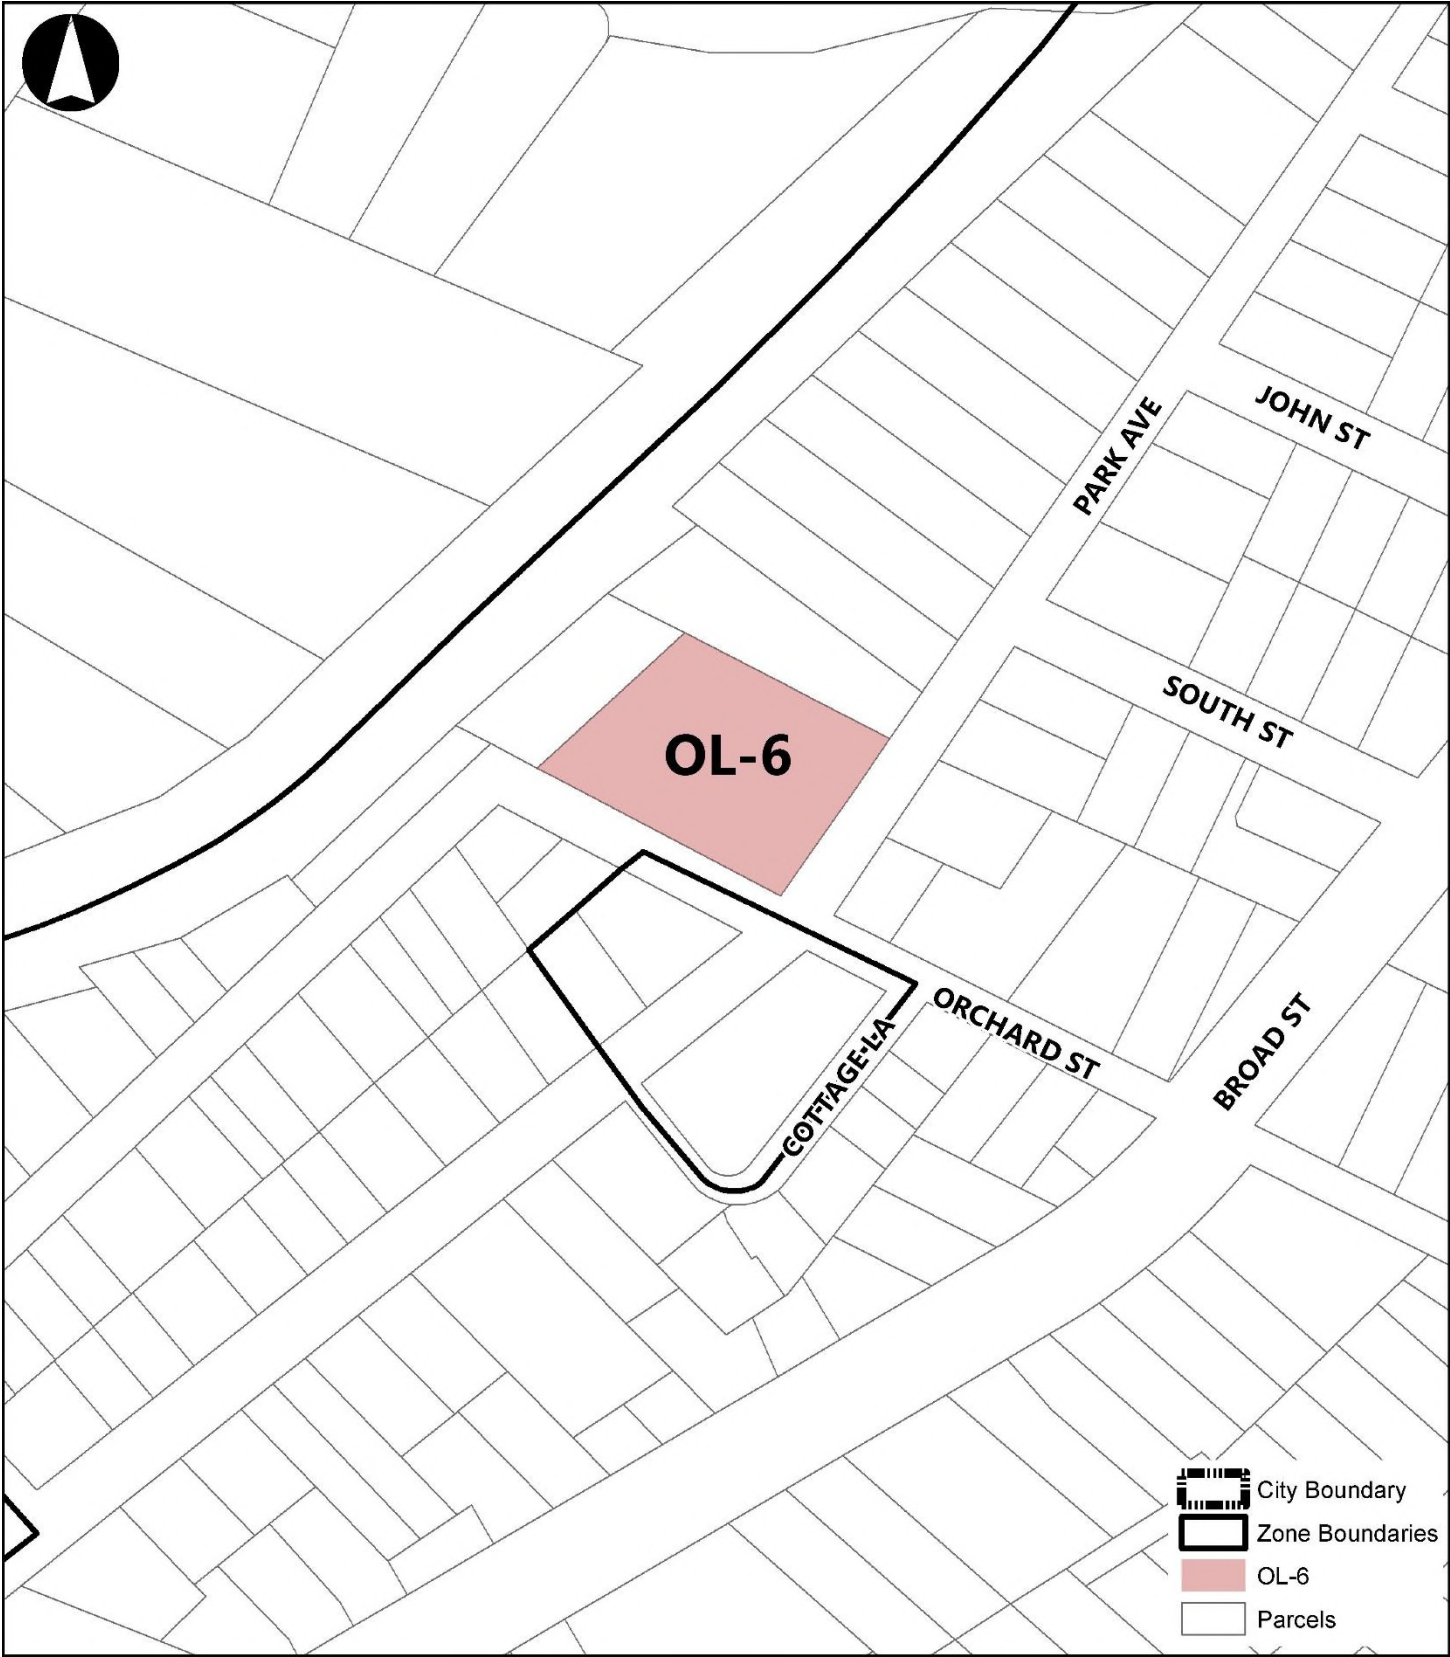 JOHN ST
PARK AVE
SOUTH ST
OL-6
ORCHARD ST
COTTAGE LA
BROAD ST
City Boundary
Zone Boundaries
OL-6
Parcels